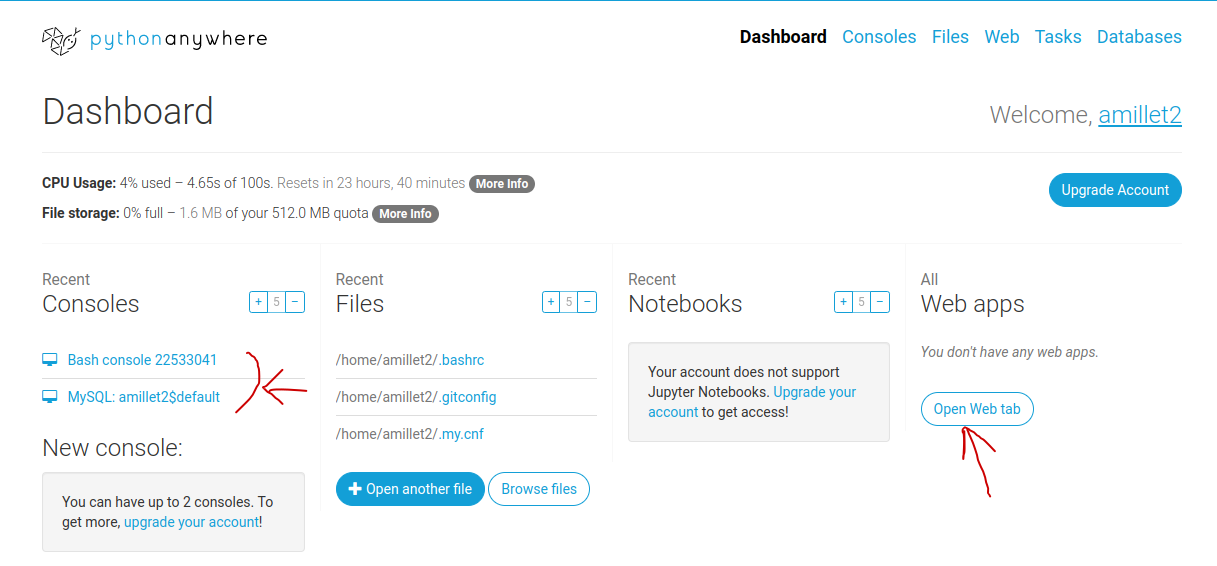 pythonanywhere
Dashboard Consoles Files Web Tasks Databases
Dashboard
Welcome, amillet2
CPU Usage: 4% used – 4.65s of 100s. Resets in 23 hours, 40 minutes More Info
File storage: 0% full – 1.6 MB of your 512.0 MB quota More Info
Upgrade Account
Recent
Consoles
+ 5 −
Bash console 22533041
MySQL: amillet2$default
New console:
You can have up to 2 consoles. To
get more, upgrade your account!
Recent
Files
+ 5 −
/home/amillet2/.bashrc
/home/amillet2/.gitconfig
/home/amillet2/.my.cnf
+ Open another file
Browse files
Recent
Notebooks
+ 5 −
Your account does not support
Jupyter Notebooks. Upgrade your
account to get access!
All
Web apps
You don't have any web apps.
Open Web tab